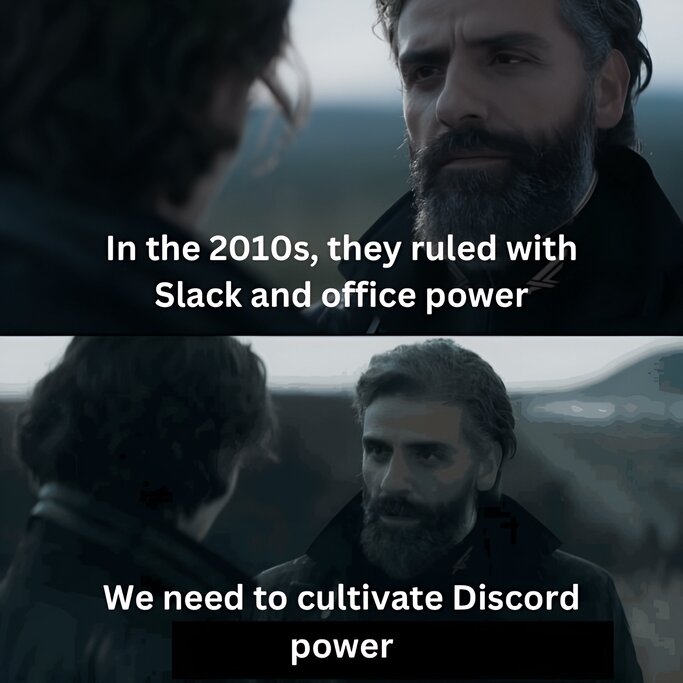 In the 2010s, they ruled with
Slack and office power
We need to cultivate Discord
power